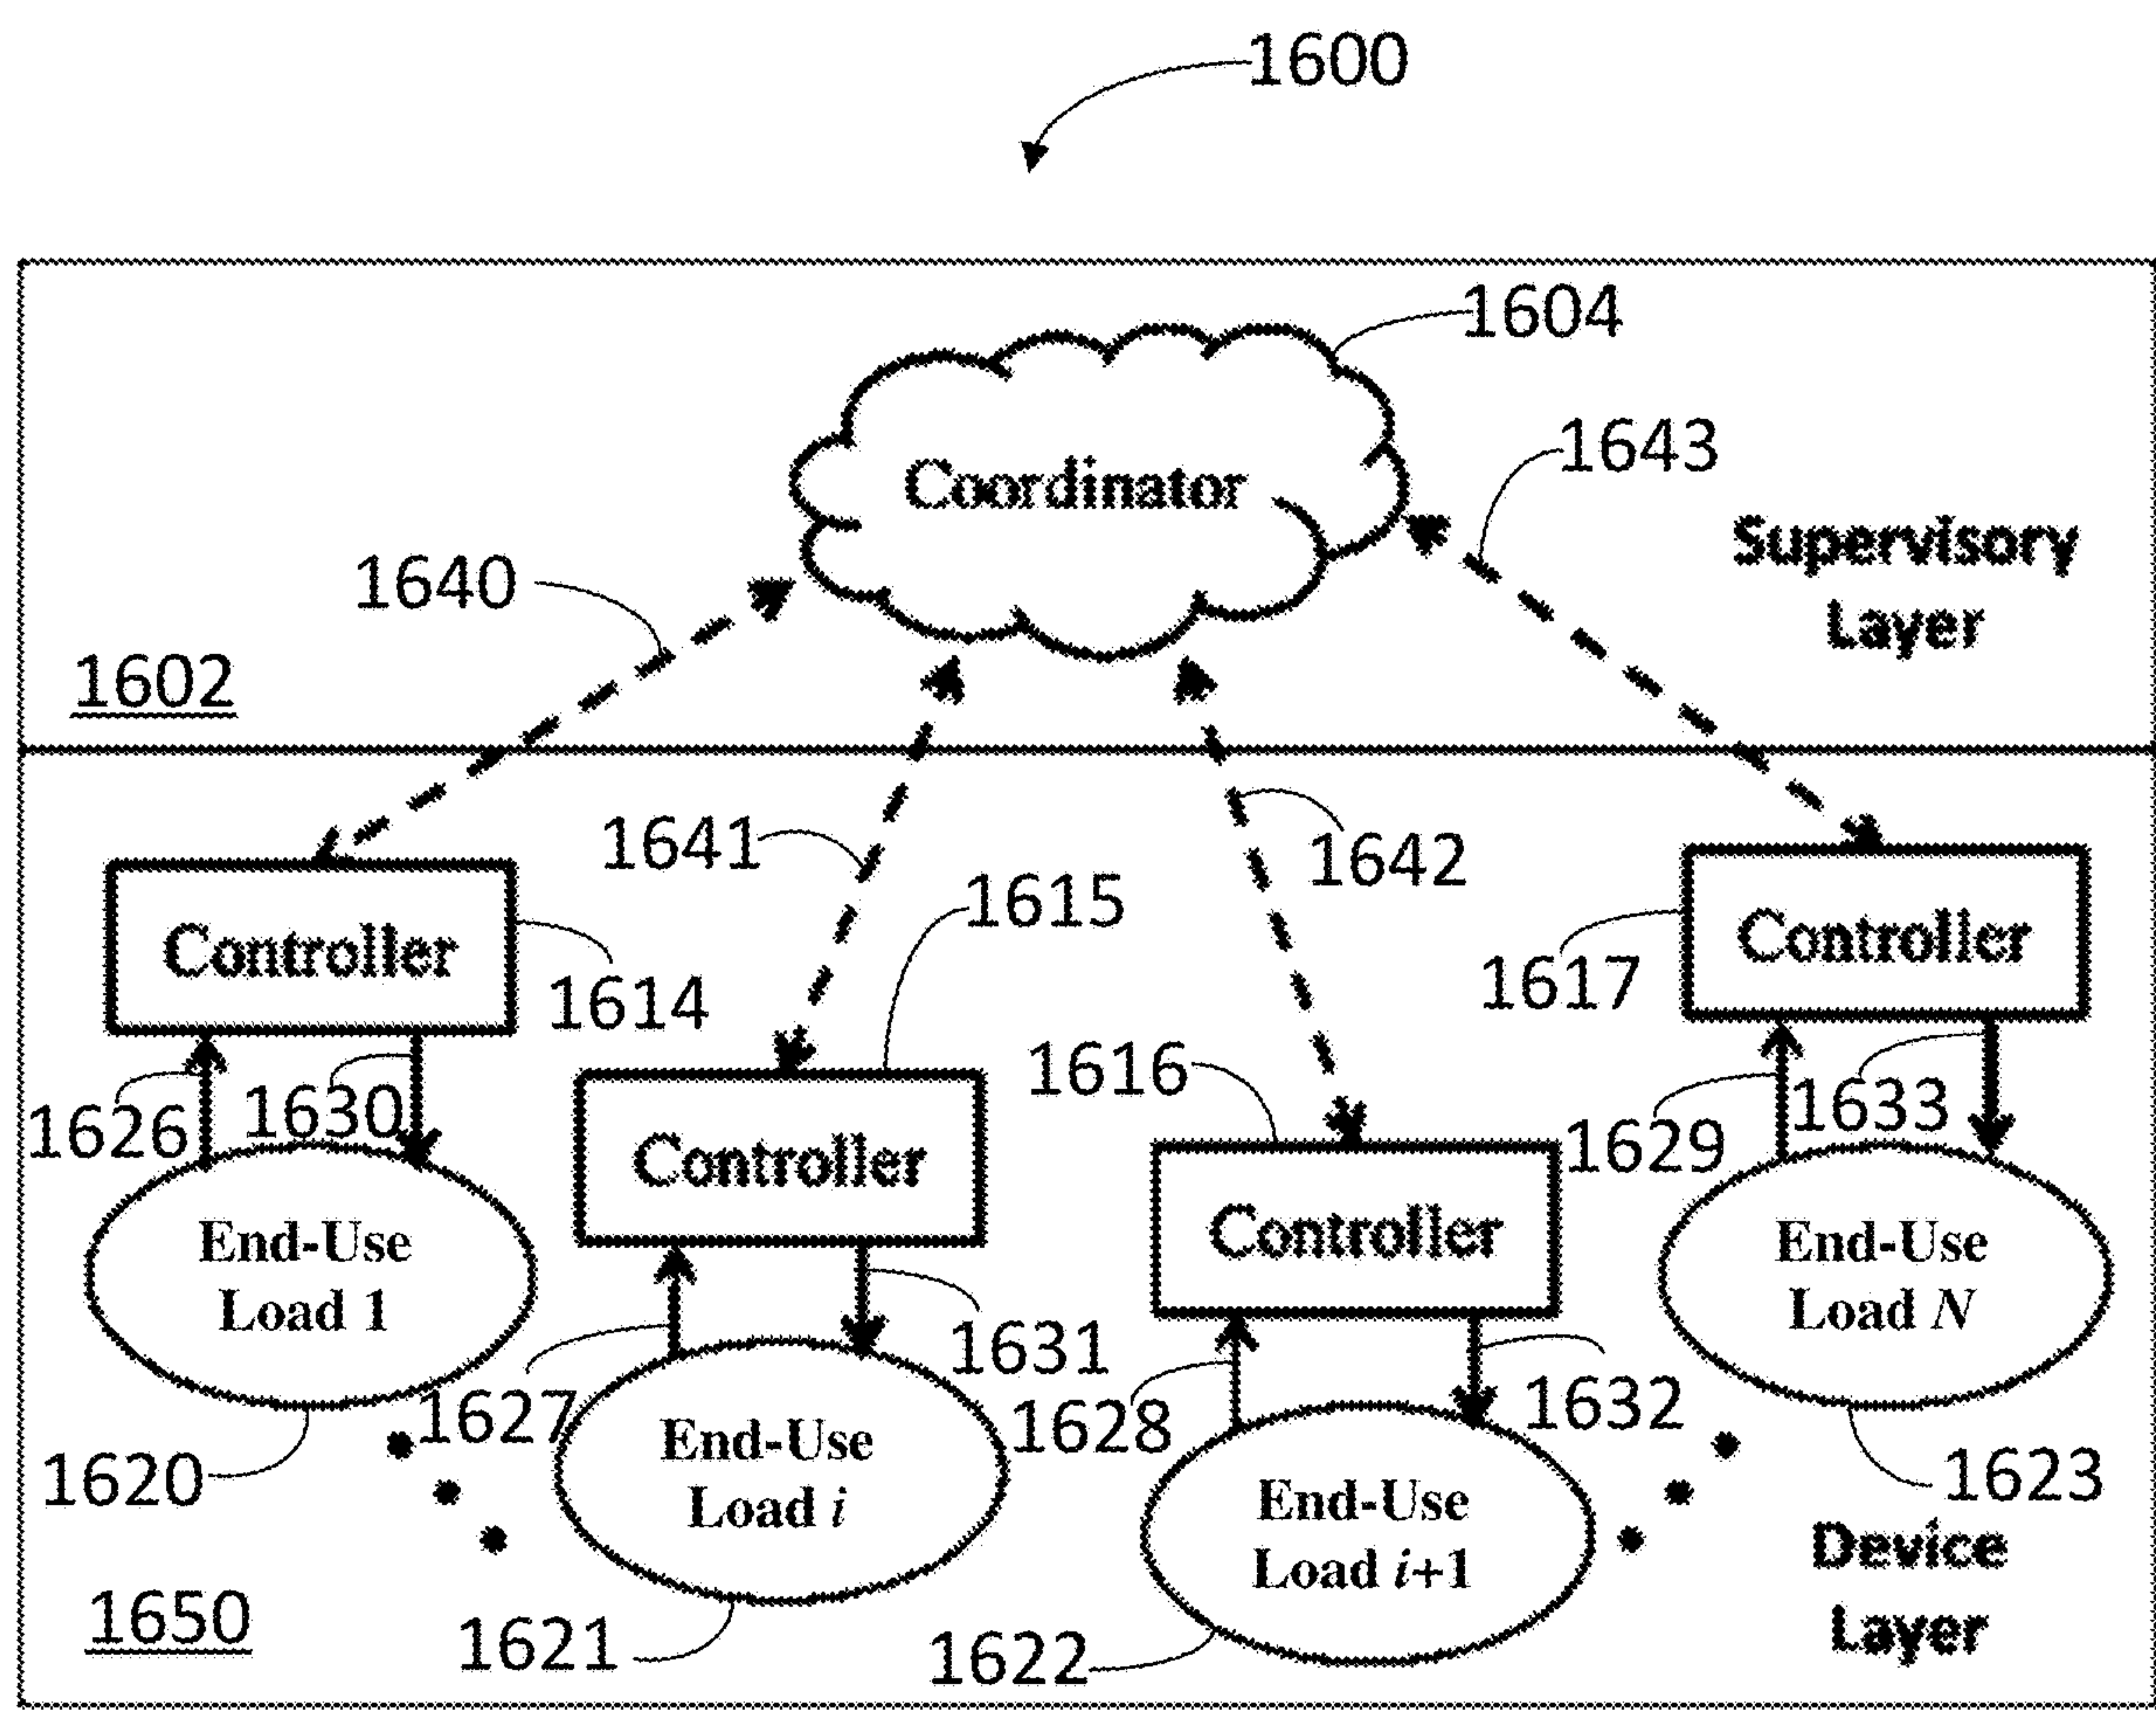 1600
1604
1643
Coordinator
Supervisory
Layer
1640
1602
1641
1642
1615
Controller
1614
1617
Controller
1616
1626
1630
Controller
1629
1633
Controller
End-Use
Load 1
End-Use
Load N
1627
1631
1628
1632
1620
End-Use
Load i
End-Use
Load i+1
1623
Device
Layer
1650
1621
1622